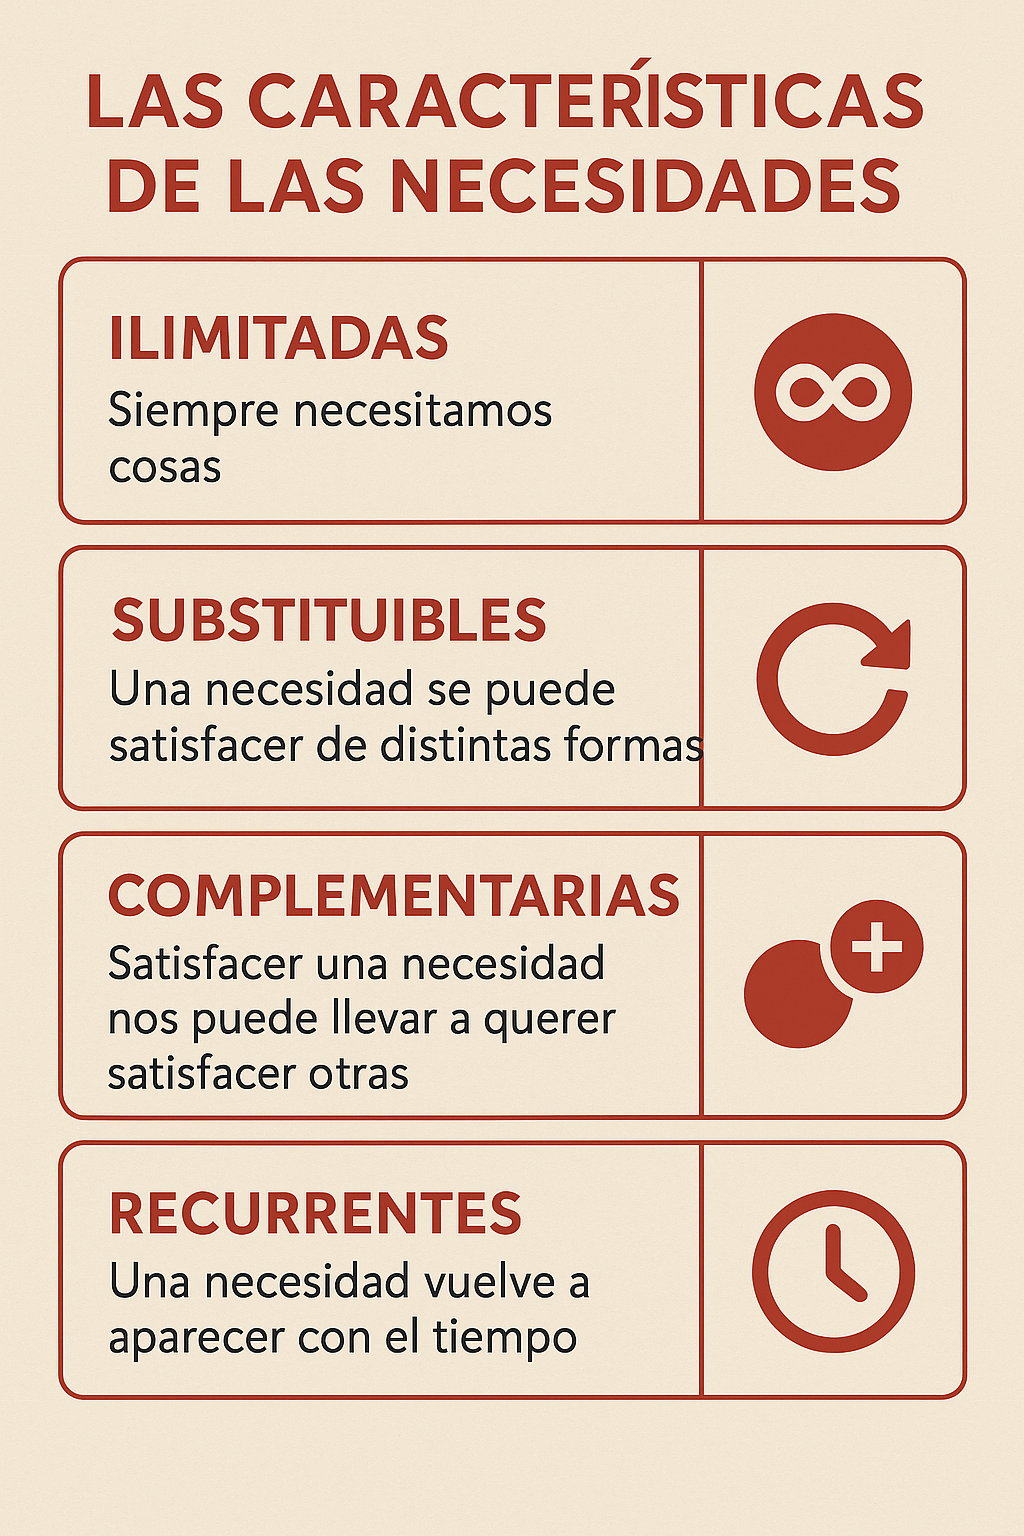 LAS CARACTERÍSTICAS
DE LAS NECESIDADES
ILIMITADAS
Siempre necesitamos
cosas
SUBSTITUIBLES
Una necesidad se puede
satisfacer de distintas formas
COMPLEMENTARIAS
Satisfacer una necesidad
nos puede llevar a querer
satisfacer otras
RECURRENTES
Una necesidad vuelve a
aparecer con el tiempo